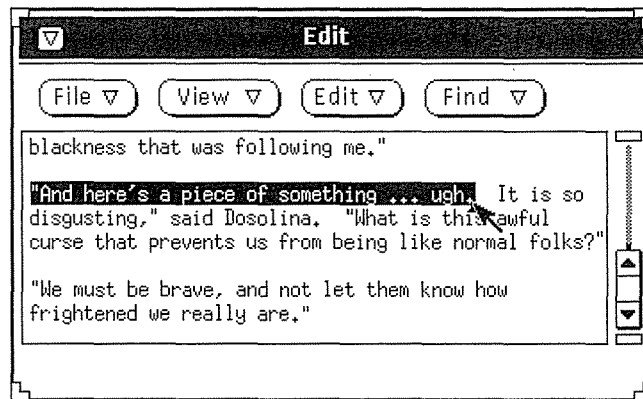 Edit
File View Edit Find
blackness that was following me."
"And here's a piece of something ... ugh. It is so
disgusting," said Dosolina. "What is this awful
curse that prevents us from being like normal folks?"
"We must be brave, and not let them know how
frightened we really are."